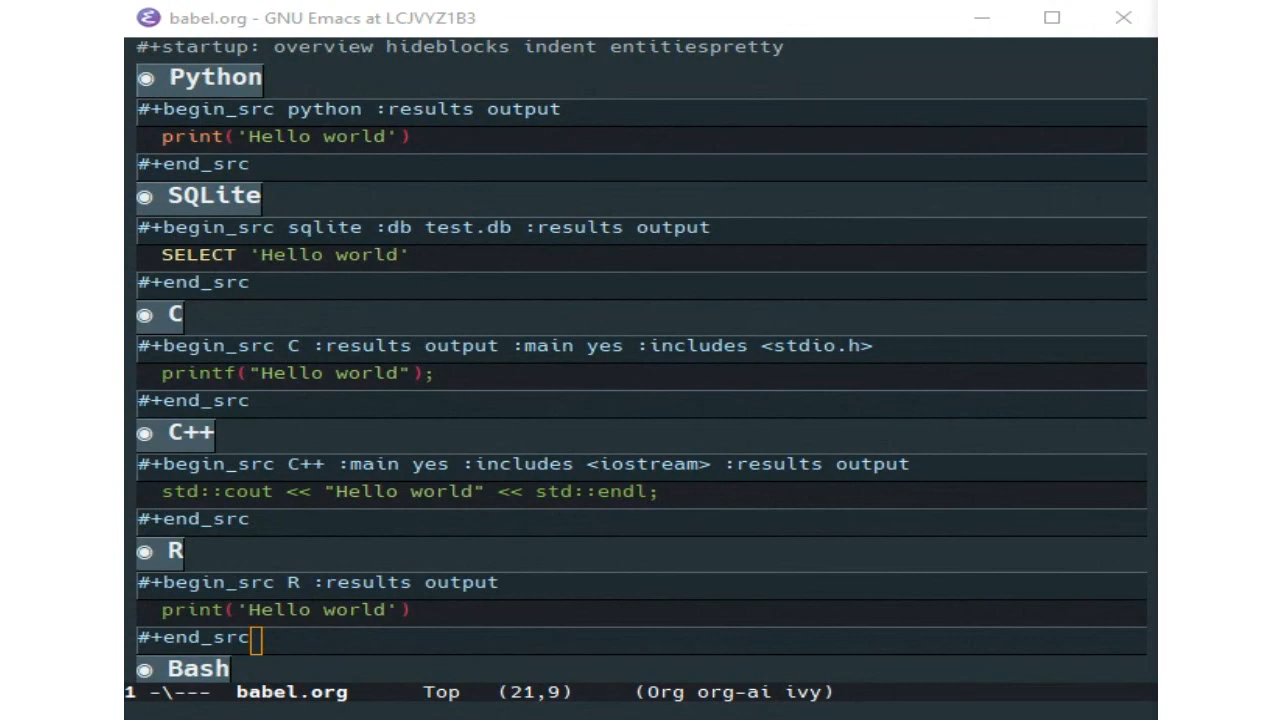 babel.org - GNU Emacs at LCJVYZ1B3
#+startup: overview hideblocks indent entitiespretty
◉ Python
#+begin_src python :results output
print('Hello world')
#+end_src
◉ SQLite
#+begin_src sqlite :db test.db :results output
SELECT 'Hello world'
#+end_src
◉ C
#+begin_src C :results output :main yes :includes <stdio.h>
printf("Hello world");
#+end_src
◉ C++
#+begin_src C++ :main yes :includes <iostream> :results output
std::cout << "Hello world" << std::endl;
#+end_src
◉ R
#+begin_src R :results output
print('Hello world')
#+end_src
◉ Bash
1 -\--- babel.org Top (21,9) (Org org-ai ivy)